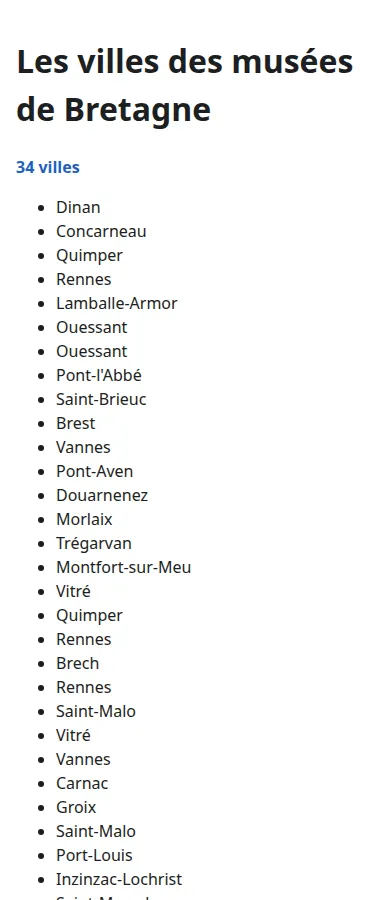 Les villes des musées
de Bretagne
34 villes
Dinan
Concarneau
Quimper
Rennes
Lamballe-Armor
Ouessant
Ouessant
Pont-l'Abbé
Saint-Brieuc
Brest
Vannes
Pont-Aven
Douarnenez
Morlaix
Trégarvan
Montfort-sur-Meu
Vitré
Quimper
Rennes
Brech
Rennes
Saint-Malo
Vitré
Vannes
Carnac
Groix
Saint-Malo
Port-Louis
Inzinzac-Lochrist